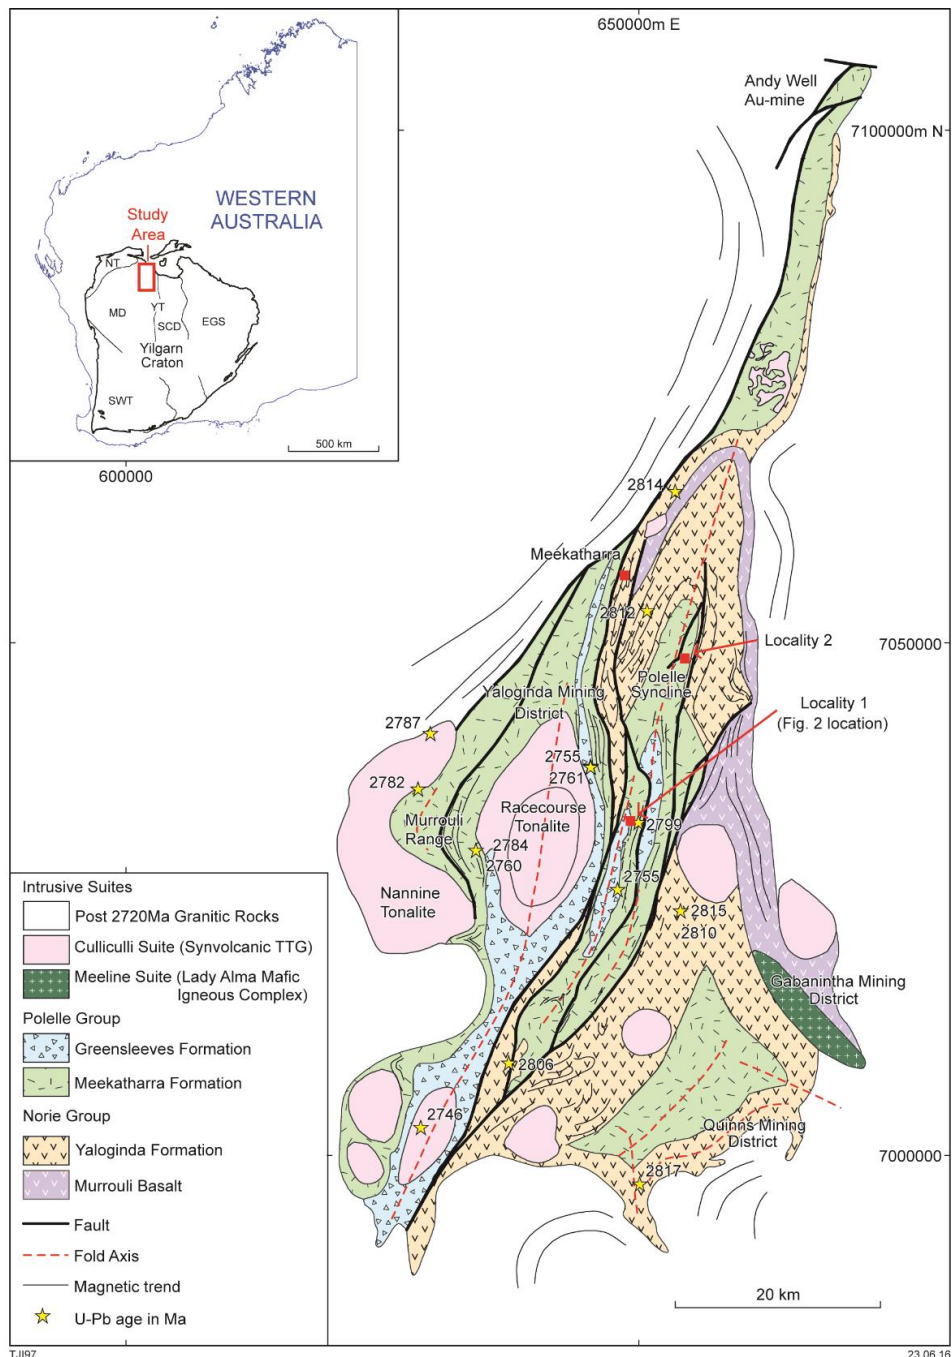 650000m E
Andy Well
Au-mine
7100000m N
WESTERN
AUSTRALIA
Study
Area
NT
MD
YT
SCD
EGS
Yilgarn
Craton
SWT
500 km
600000
2814
Meekatharra
2812
Locality 2
7050000
Polelle
Syncline
Yaloginda Mining
District
Locality 1
(Fig. 2 location)
2787
2755
2761
2782
Racecourse
Tonalite
Murrouli
Range
2799
2784
2760
2755
Nannine
Tonalite
2815
2810
Gabanintha Mining
District
2806
2746
Quinns Mining
District
2817
7000000
20 km
Intrusive Suites
Post 2720Ma Granitic Rocks
Culliculli Suite (Synvolcanic TTG)
Meeline Suite (Lady Alma Mafic
Igneous Complex)
Polelle Group
Greensleeves Formation
Meekatharra Formation
Norie Group
Yaloginda Formation
Murrouli Basalt
Fault
Fold Axis
Magnetic trend
U-Pb age in Ma
TJI97
23.06.16